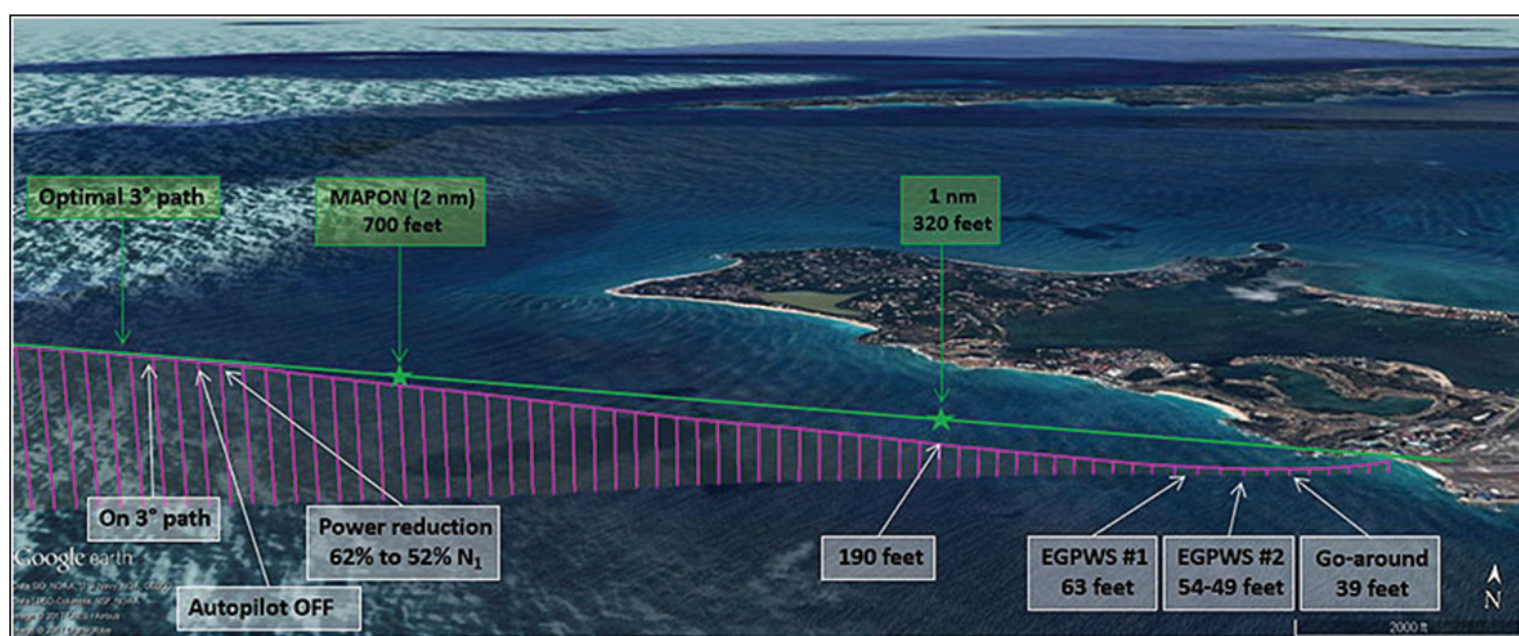 Optimal 3° path
MAPON (2 nm)
700 feet
1 nm
320 feet
On 3° path
Power reduction
62% to 52% N₁
Autopilot OFF
190 feet
EGPWS #1
63 feet
EGPWS #2
54-49 feet
Go-around
39 feet
Google earth
N
2000 ft